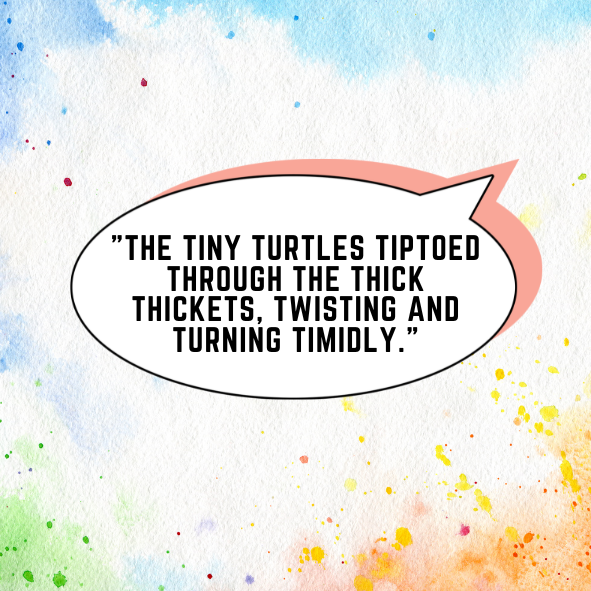 ”THE TINY TURTLES TIPTOED
THROUGH THE THICK
THICKETS, TWISTING AND
TURNING TIMIDLY.”